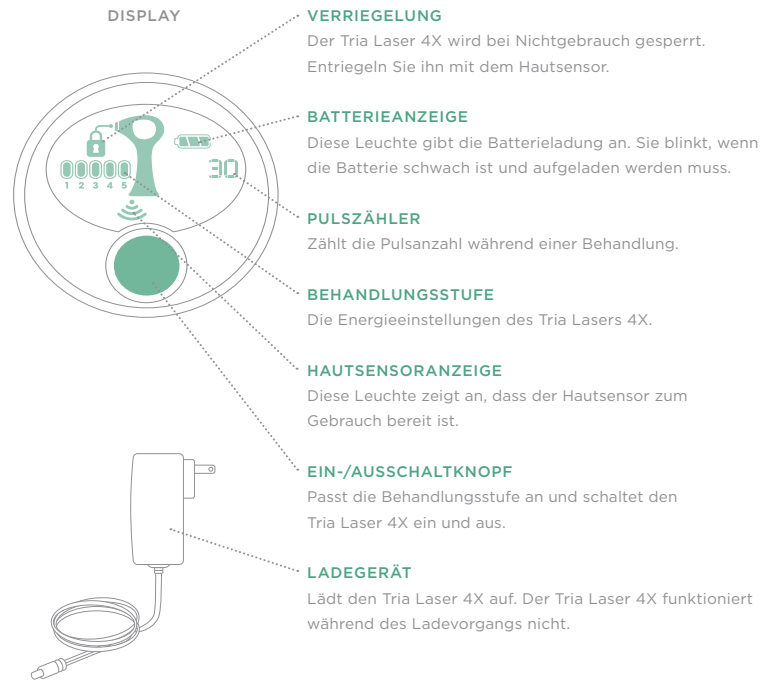 DISPLAY
VERRIEGELUNG
Der Tria Laser 4X wird bei Nichtgebrauch gesperrt.
Entriegeln Sie ihn mit dem Hautsensor.
BATTERIEANZEIGE
Diese Leuchte gibt die Batterieladung an. Sie blinkt, wenn
die Batterie schwach ist und aufgeladen werden muss.
30
1 2 3 4 5
PULSZÄHLER
Zählt die Pulsanzahl während einer Behandlung.
BEHANDLUNGSSTUFE
Die Energieeinstellungen des Tria Lasers 4X.
HAUTSENSORANZEIGE
Diese Leuchte zeigt an, dass der Hautsensor zum
Gebrauch bereit ist.
EIN-/AUSSCHALTKNOPF
Passt die Behandlungsstufe an und schaltet den
Tria Laser 4X ein und aus.
LADEGERÄT
Lädt den Tria Laser 4X auf. Der Tria Laser 4X funktioniert
während des Ladevorgangs nicht.